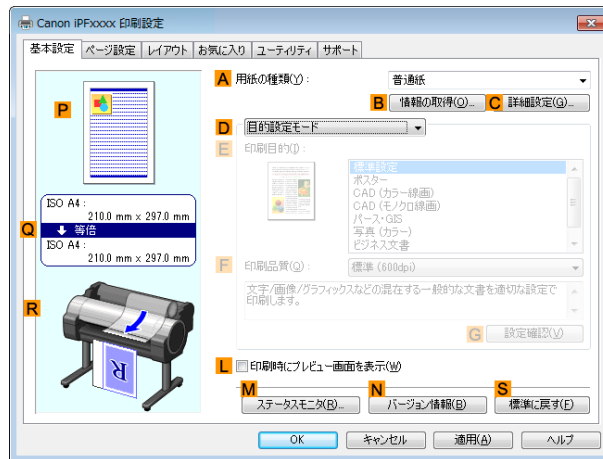 Canon iPFxxxx 印刷設定
基本設定 ページ設定 レイアウト お気に入り ユーティリティ サポート
P
A 用紙の種類(Y): 普通紙
B 情報の取得(O)... C 詳細設定(G)...
D 目的設定モード
E 印刷目的(I):
標準設定
ポスター
CAD (カラー線画)
CAD (モノクロ線画)
パース・GIS
写真 (カラー)
ビジネス文書
Q
ISO A4:
210.0 mm x 297.0 mm
等倍
ISO A4:
210.0 mm x 297.0 mm
F 印刷品質(Q): 標準 (600dpi)
文字/画像/グラフィックスなどの混在する一般的な文書を適切な設定で
印刷します。
G 設定確認(V)
R
R
L 印刷時にプレビュー画面を表示(W)
M ステータスモニタ(R)... N バージョン情報(B) S 標準に戻す(F)
OK キャンセル 適用(A) ヘルプ